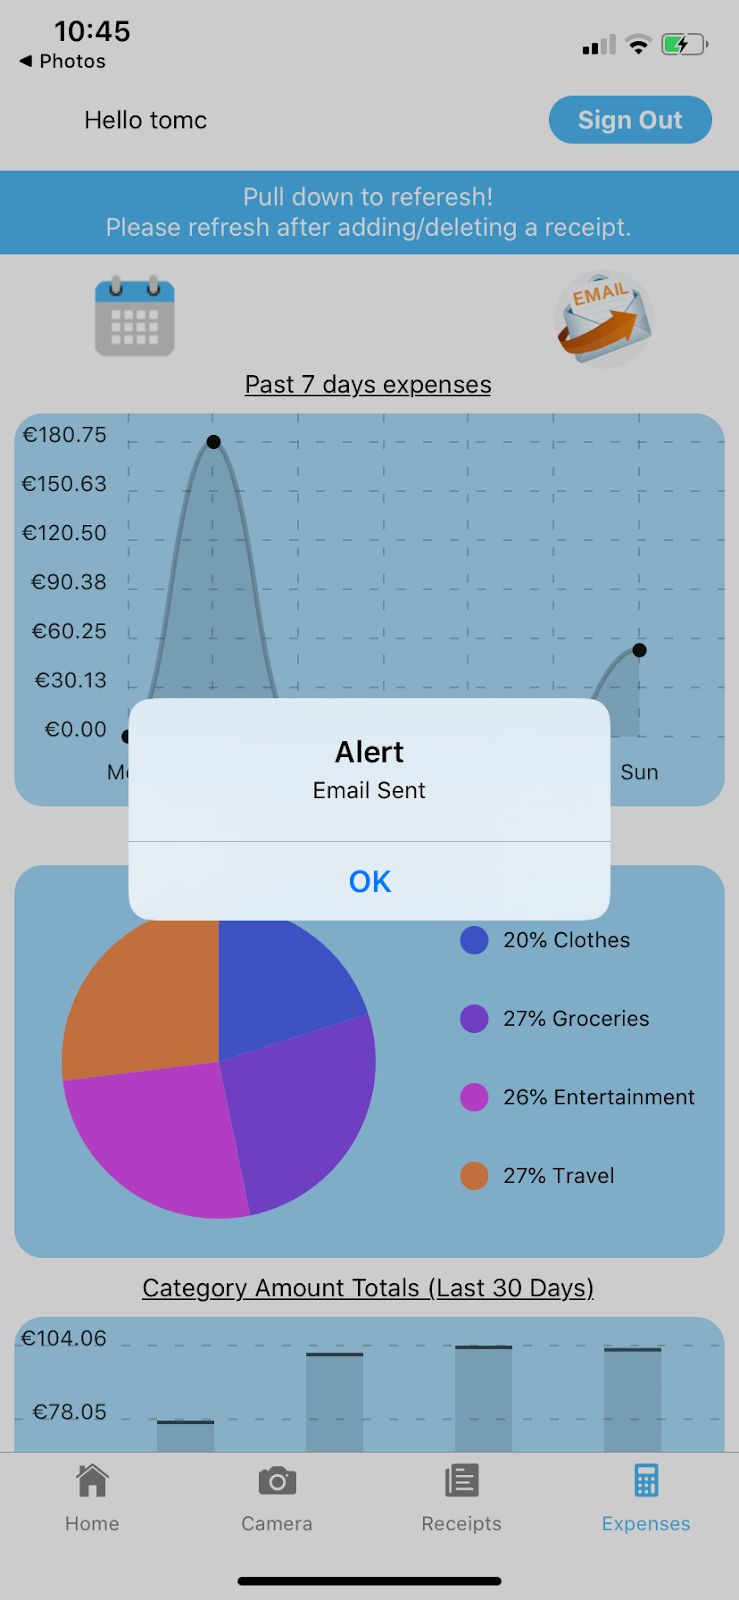 10:45
◀ Photos
Hello tomc
Sign Out
Pull down to referesh!
Please refresh after adding/deleting a receipt.
EMAIL
Past 7 days expenses
€180.75
€150.63
€120.50
€90.38
€60.25
€30.13
€0.00
Sun
Alert
Email Sent
OK
20% Clothes
27% Groceries
26% Entertainment
27% Travel
Category Amount Totals (Last 30 Days)
€104.06
€78.05
Home
Camera
Receipts
Expenses